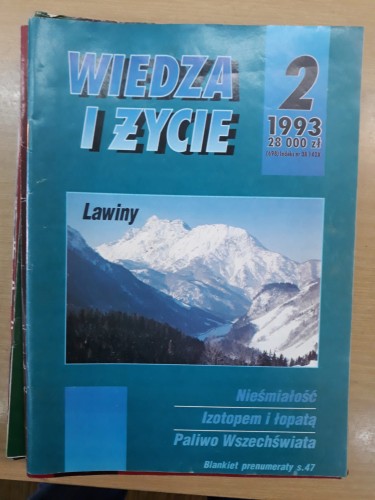 WIEDZA
I ŻYCIE
2
1993
28 000 zł
Lawiny
Nieśmiałość
Izotopem i łopatą
Paliwo Wszechświata
Blankiet prenumeraty s.47